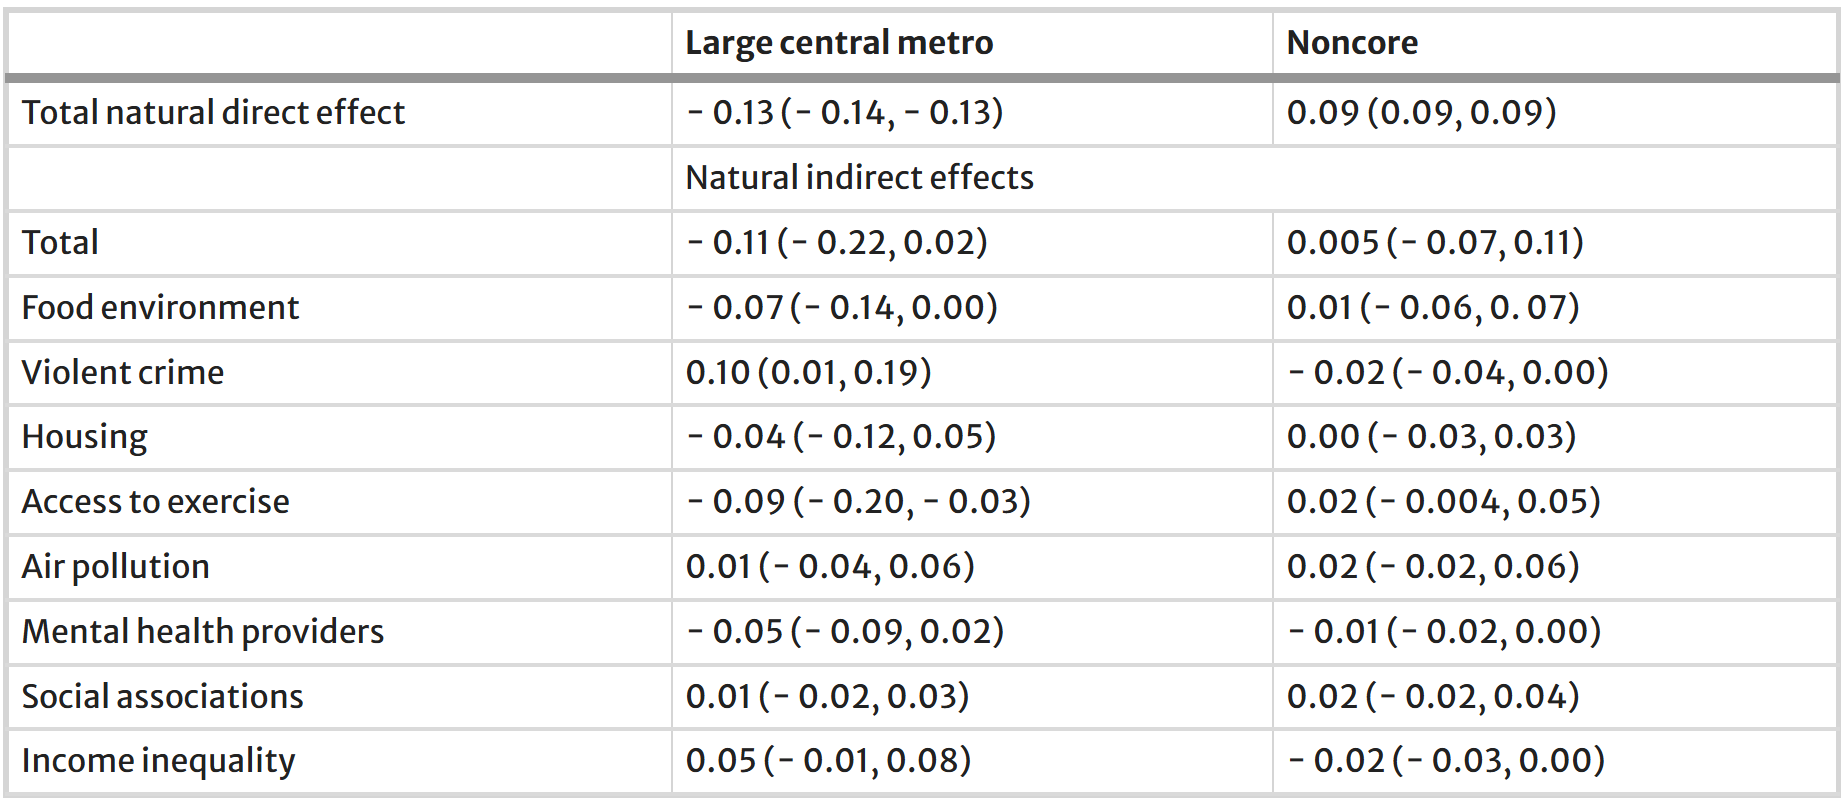 Large central metro Noncore
Total natural direct effect - 0.13 (- 0.14, - 0.13) 0.09 (0.09, 0.09)
Natural indirect effects
Total - 0.11 (- 0.22, 0.02) 0.005 (- 0.07, 0.11)
Food environment - 0.07 (- 0.14, 0.00) 0.01 (- 0.06, 0. 07)
Violent crime 0.10 (0.01, 0.19) - 0.02 (- 0.04, 0.00)
Housing - 0.04 (- 0.12, 0.05) 0.00 (- 0.03, 0.03)
Access to exercise - 0.09 (- 0.20, - 0.03) 0.02 (- 0.004, 0.05)
Air pollution 0.01 (- 0.04, 0.06) 0.02 (- 0.02, 0.06)
Mental health providers - 0.05 (- 0.09, 0.02) - 0.01 (- 0.02, 0.00)
Social associations 0.01 (- 0.02, 0.03) 0.02 (- 0.02, 0.04)
Income inequality 0.05 (- 0.01, 0.08) - 0.02 (- 0.03, 0.00)